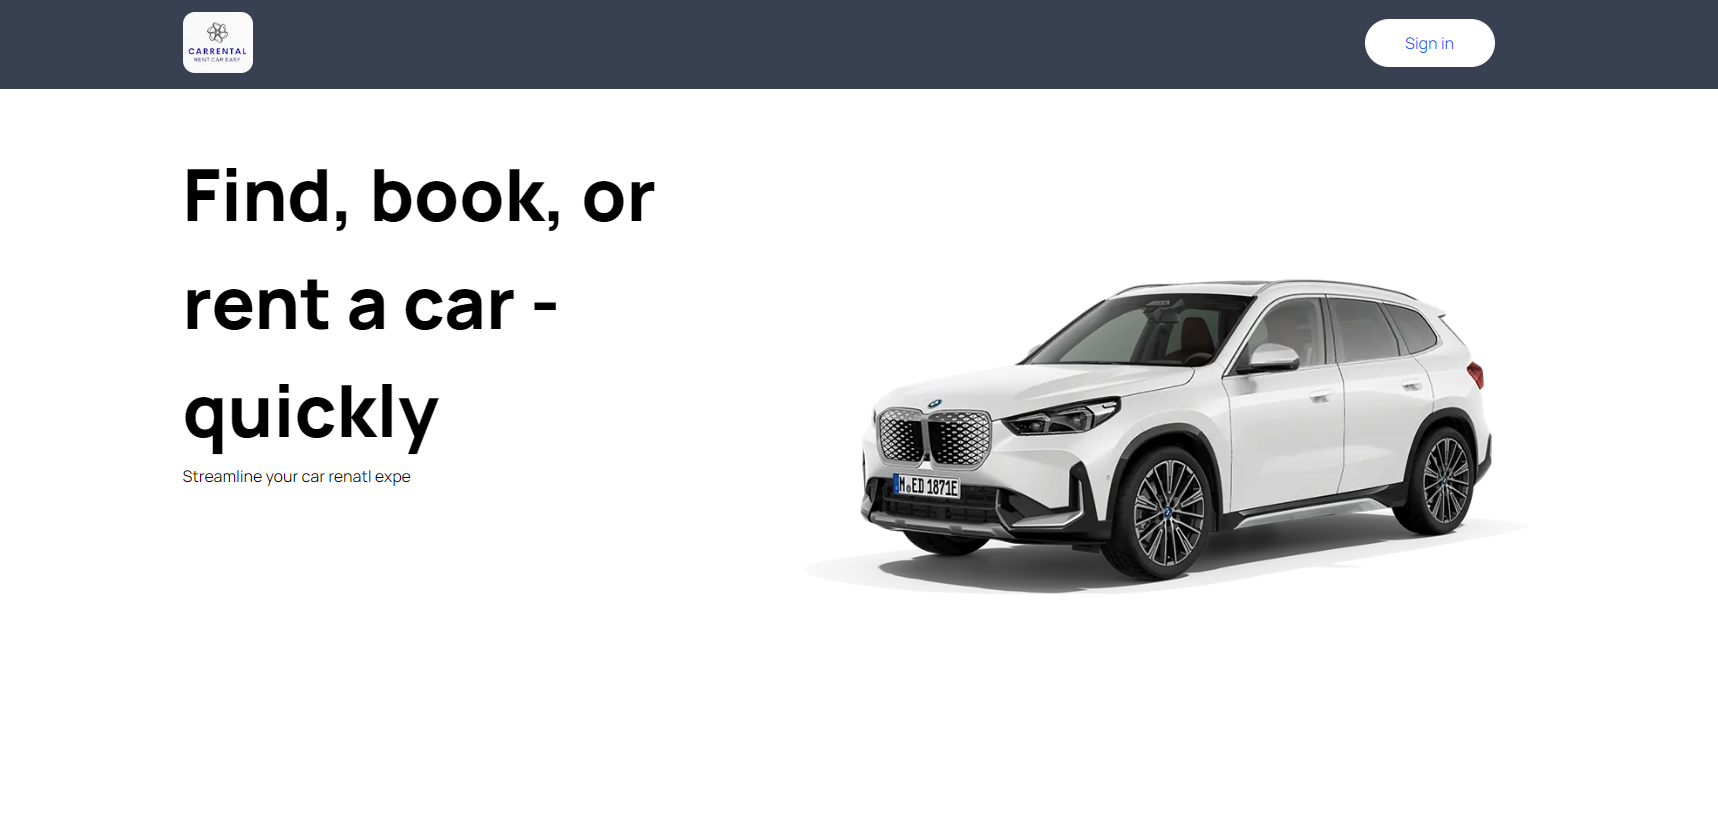 CARRENTAL
RENT CAR EASY
Sign in
Find, book, or
rent a car -
quickly
Streamline your car renatl expe
M ED 1871E